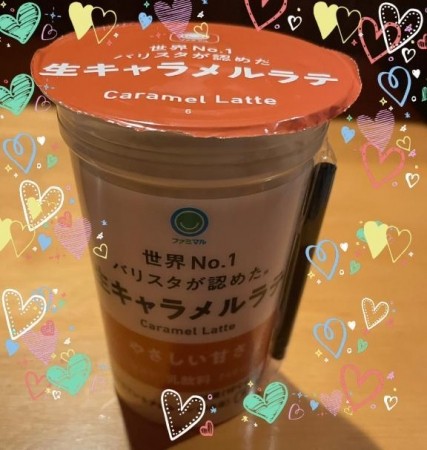 世界No.1
バリスタが認めた
生キャラメルラテ
Caramel Latte
6
ファミマル
世界No.1
バリスタが認めた。
生キャラメルラテ
Caramel Latte
やさしい甘さ